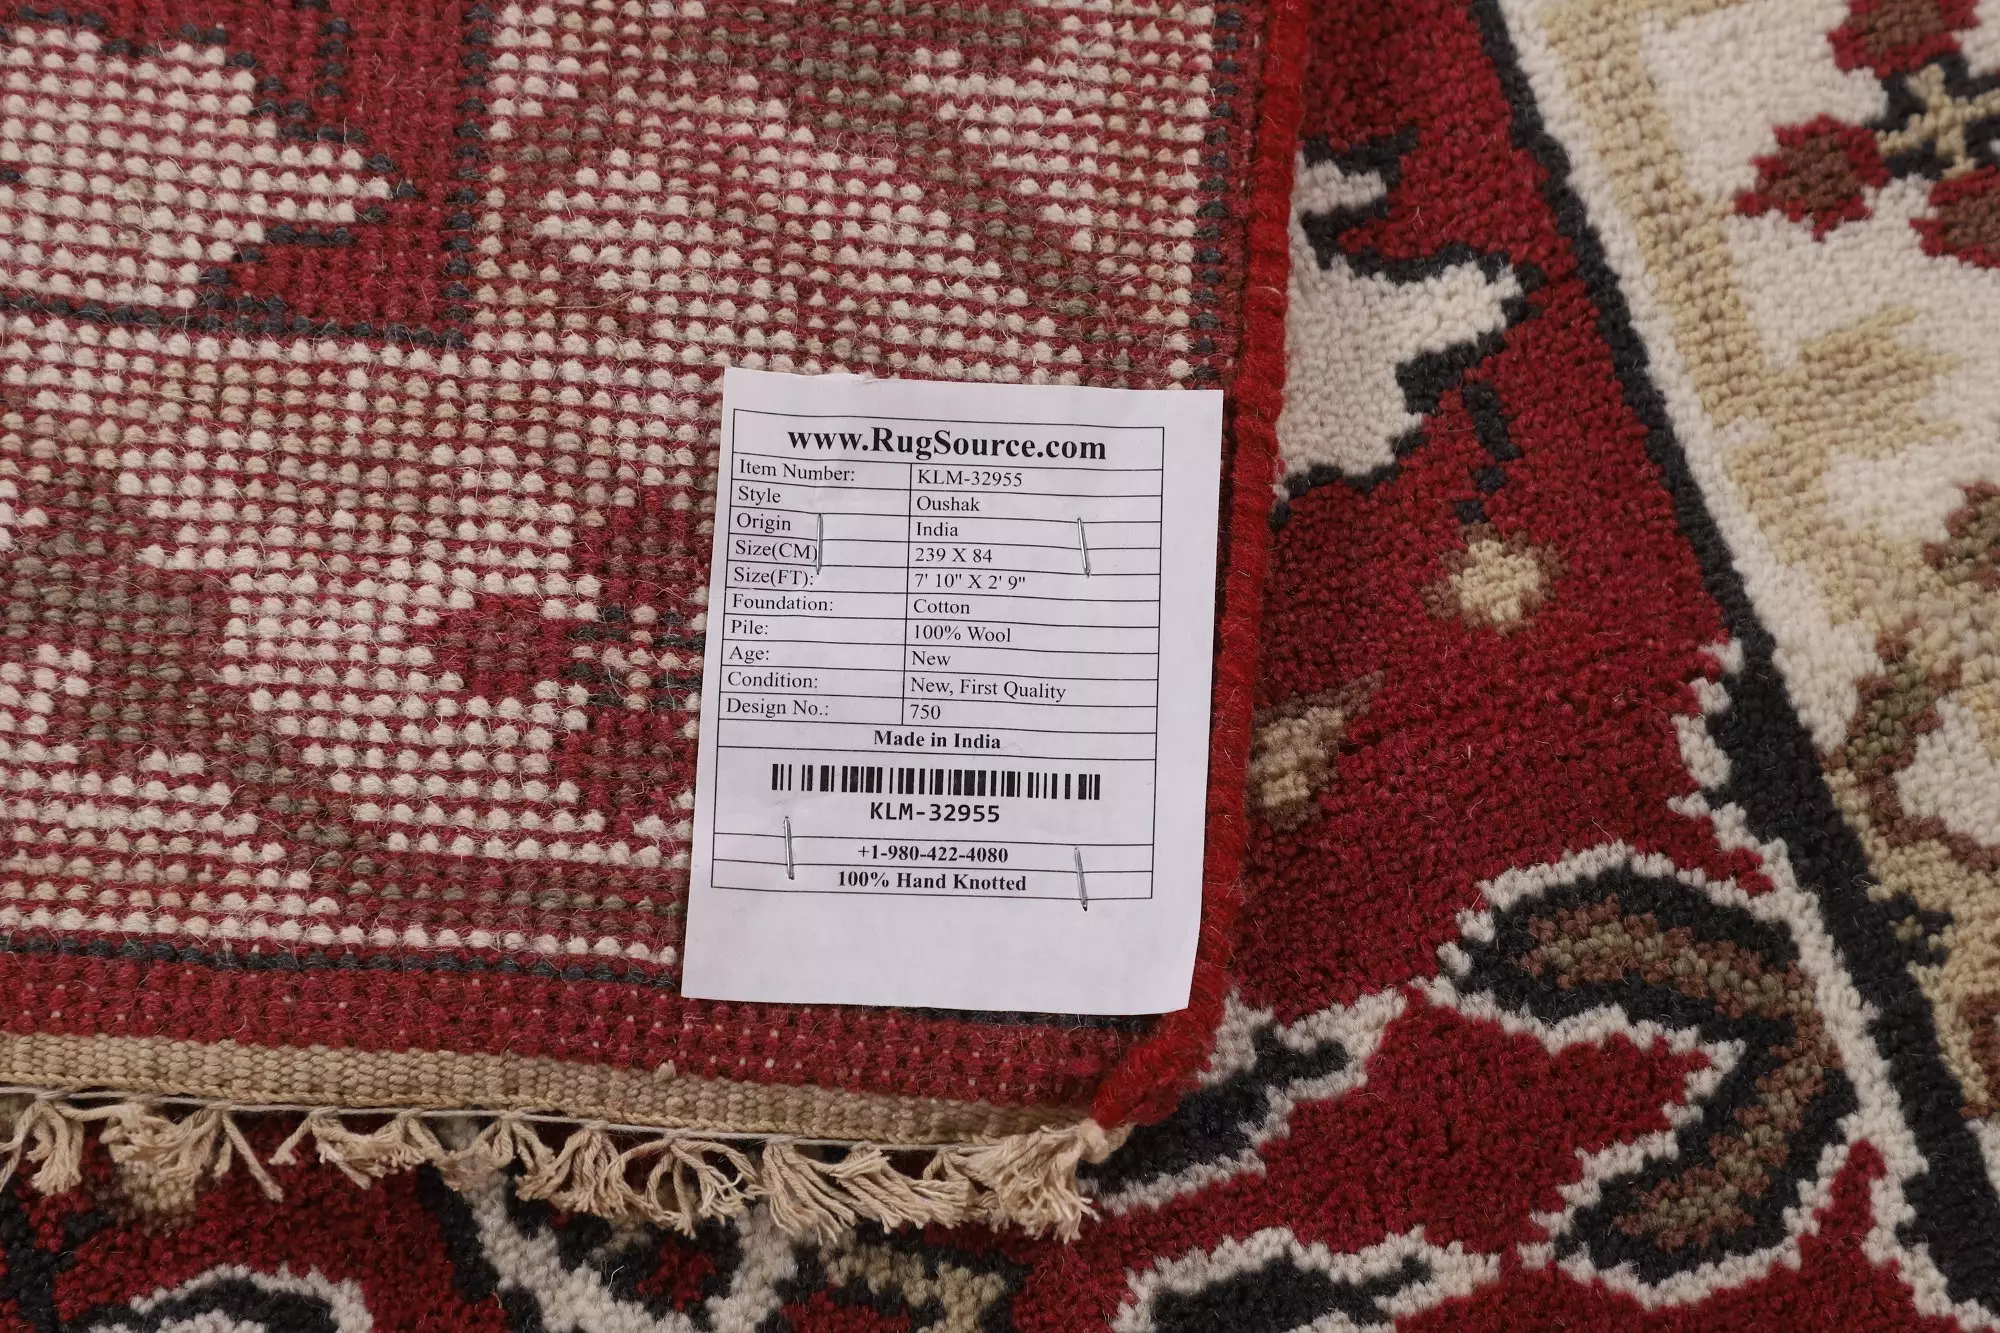 www.RugSource.com
Item Number: KLM-32955
Style Oushak
Origin India
Size(CM) 239 X 84
Size(FT): 7' 10" X 2' 9"
Foundation: Cotton
Pile: 100% Wool
Age: New
Condition: New, First Quality
Design No.: 750
Made in India
KLM-32955
+1-980-422-4080
100% Hand Knotted